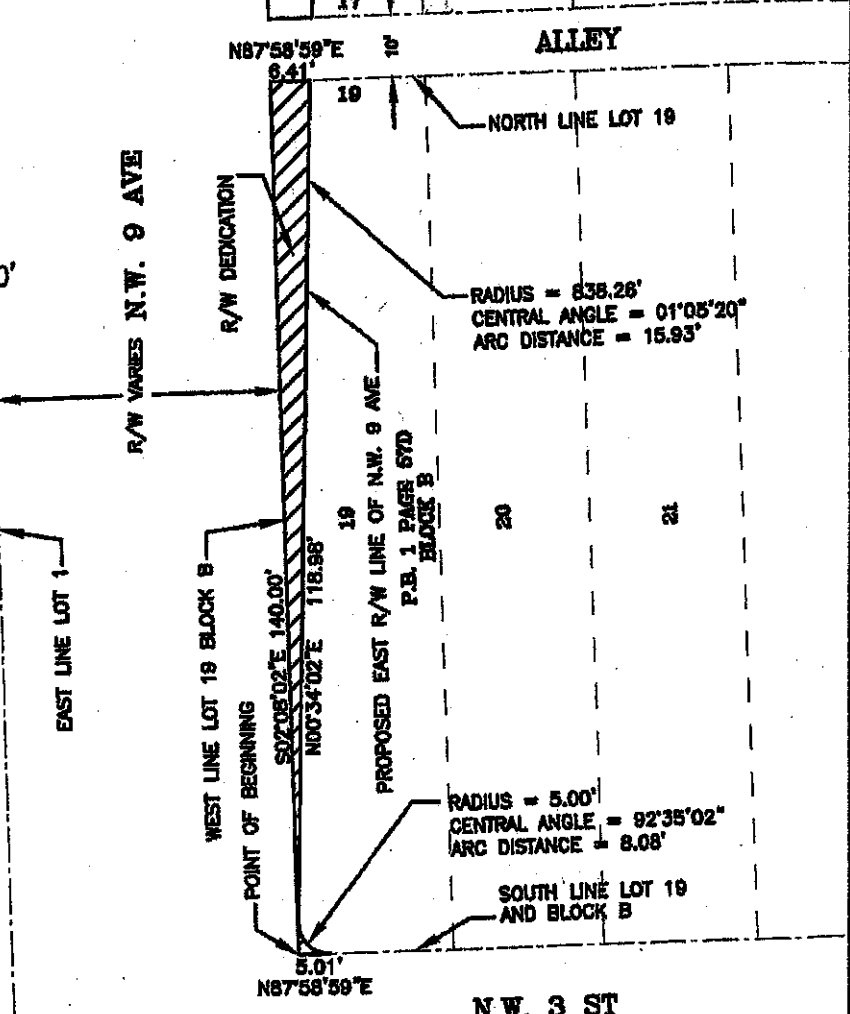 17
N87°58'59"E
6.41'
10'
ALLEY
19
NORTH LINE LOT 19
R/W VARIES N.W. 9 AVE
R/W DEDICATION
0'
RADIUS = 838.26'
CENTRAL ANGLE = 01°05'20"
ARC DISTANCE = 15.93'
EAST LINE LOT 1
WEST LINE LOT 19 BLOCK B
S02°08'02"E 140.00'
N00°34'02"E 118.98'
19
PROPOSED EAST R/W LINE OF N.W. 9 AVE
P.B. 1 PAGE 57D
BLOCK B
20
21
POINT OF BEGINNING
RADIUS = 5.00'
CENTRAL ANGLE = 92°35'02"
ARC DISTANCE = 8.08'
SOUTH LINE LOT 19
AND BLOCK B
5.01'
N87°58'59"E
N.W. 3 ST